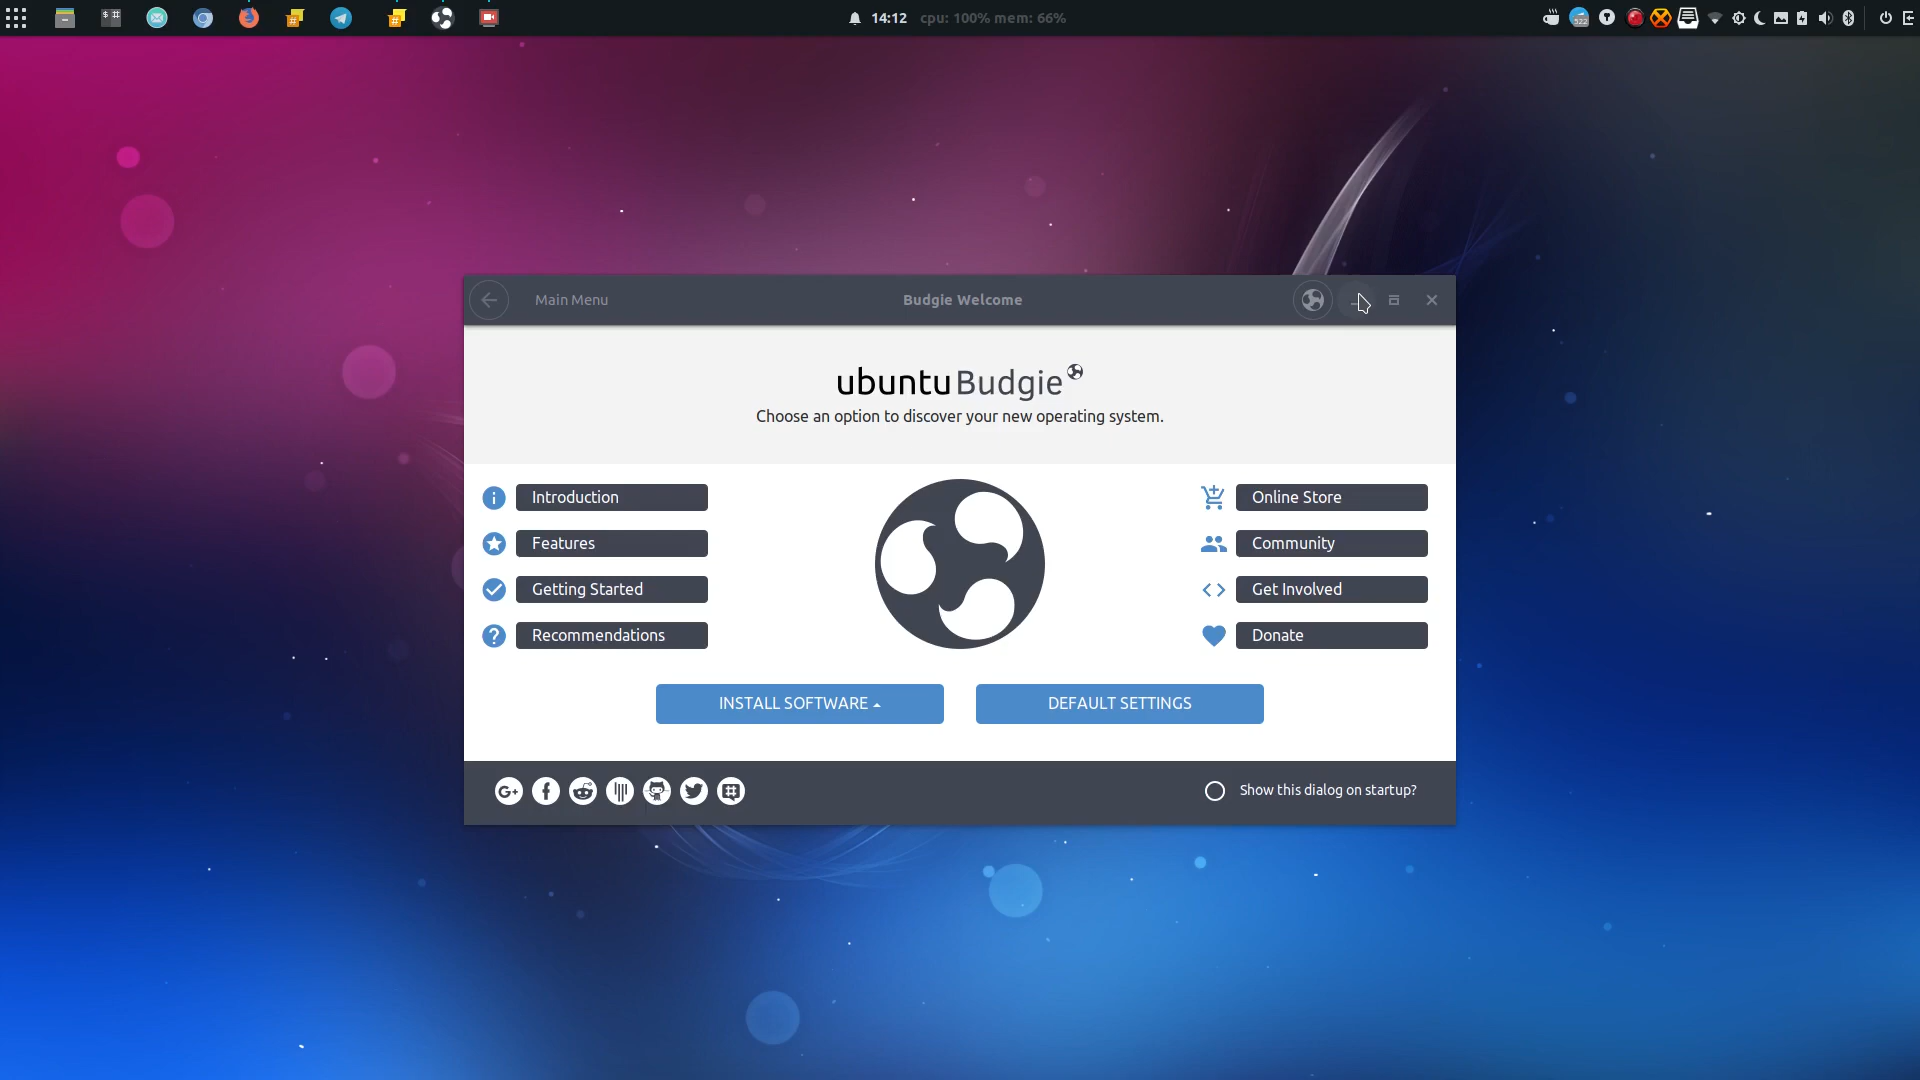 14:12 cpu: 100% mem: 66%
522
Main Menu
Budgie Welcome
ubuntu Budgie
Choose an option to discover your new operating system.
Introduction
Features
Getting Started
Recommendations
Online Store
Community
Get Involved
Donate
INSTALL SOFTWARE
DEFAULT SETTINGS
G+
Show this dialog on startup?